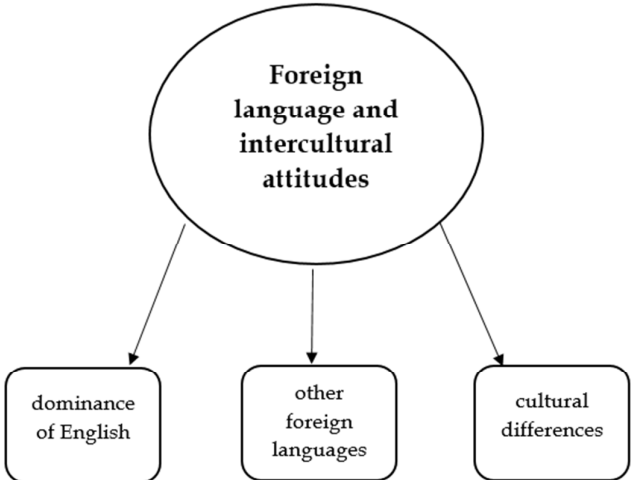 Foreign
language and
intercultural
attitudes
dominance
of English
other
foreign
languages
cultural
differences